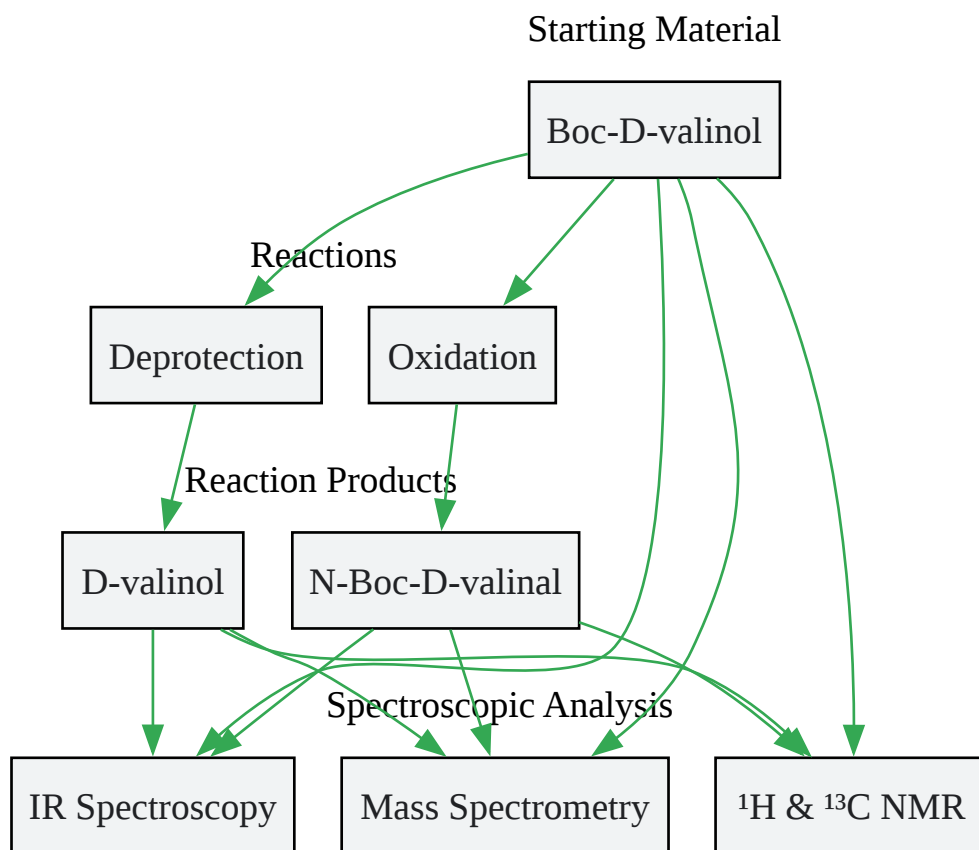 Starting Material
Boc-D-valinol
Reactions
Deprotection
Oxidation
Reaction Products
D-valinol
N-Boc-D-valinal
Spectroscopic Analysis
IR Spectroscopy
Mass Spectrometry
¹H & ¹³C NMR